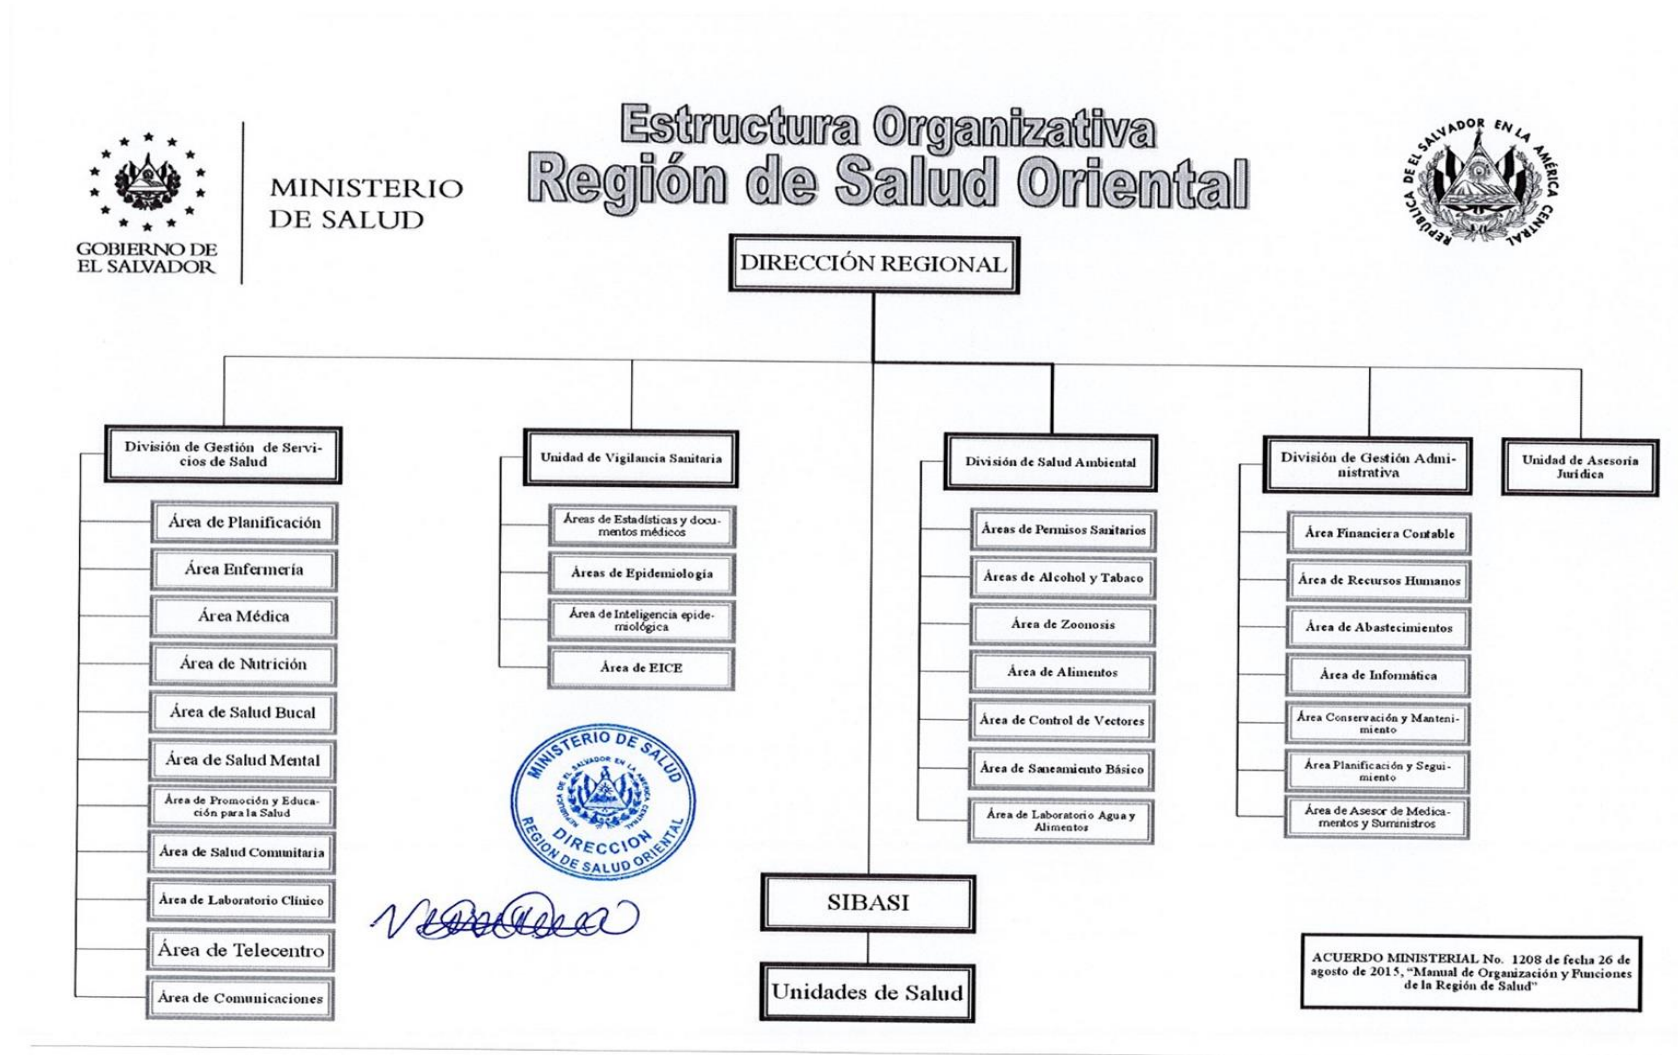 Estructura Organizativa
Región de Salud Oriental
GOBIERNO DE
EL SALVADOR
MINISTERIO
DE SALUD
REPÚBLICA DE EL SALVADOR EN LA AMÉRICA CENTRAL
DIRECCIÓN REGIONAL
División de Gestión de Servi-
cios de Salud
Área de Planificación
Área Enfermería
Área Médica
Área de Nutrición
Área de Salud Bucal
Área de Salud Mental
Área de Promoción y Educa-
ción para la Salud
Área de Salud Comunitaria
Área de Laboratorio Clínico
Área de Telecentro
Área de Comunicaciones
Unidad de Vigilancia Sanitaria
Áreas de Estadísticas y docu-
mentos médicos
Áreas de Epidemiología
Área de Inteligencia epide-
miológica
Área de EICE
MINISTERIO DE SALUD
REPUBLICA DE EL SALVADOR EN LA AMERICA CENTRAL
DIRECCION
REGION DE SALUD ORIENTAL
SIBASI
Unidades de Salud
División de Salud Ambiental
Áreas de Permisos Sanitarios
Áreas de Alcohol y Tabaco
Área de Zoonosis
Área de Alimentos
Área de Control de Vectores
Área de Saneamiento Básico
Área de Laboratorio Agua y
Alimentos
División de Gestión Admi-
nistrativa
Área Financiera Contable
Área de Recursos Humanos
Área de Abastecimientos
Área de Informática
Área Conservación y Manteni-
miento
Área Planificación y Segui-
miento
Área de Asesor de Medica-
mentos y Suministros
Unidad de Asesoría
Jurídica
ACUERDO MINISTERIAL No. 1208 de fecha 26 de
agosto de 2015, “Manual de Organización y Funciones
de la Región de Salud”